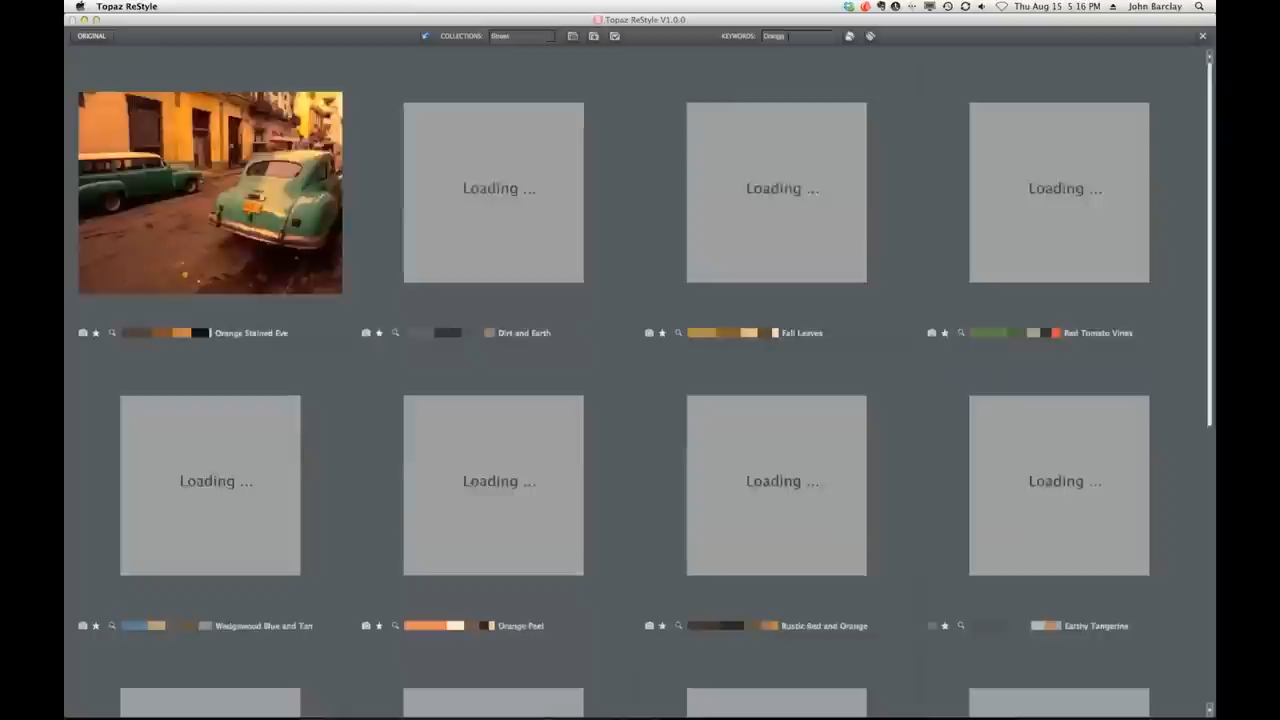 Topaz ReStyle
Thu Aug 15 5:16 PM
John Barclay
Topaz ReStyle V1.0.0
ORIGINAL
COLLECTIONS:
Street
KEYWORDS:
Loading ...
Loading ...
Loading ...
Orange Stained Eve
Dirt and Earth
Fall Leaves
Red Tomato Vines
Loading ...
Loading ...
Loading ...
Loading ...
Wedgewood Blue and Tan
Orange Peel
Rustic Red and Orange
Earthy Tangerine